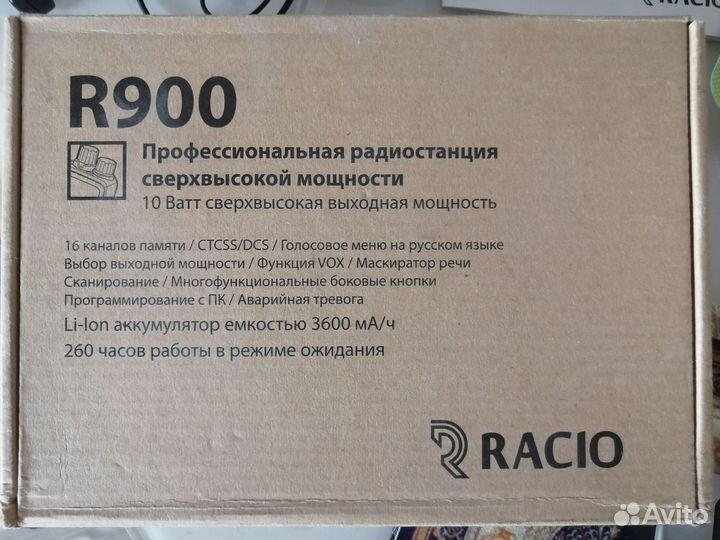 RACIO
R900
Профессиональная радиостанция
сверхвысокой мощности
10 Ватт сверхвысокая выходная мощность
16 каналов памяти / CTCSS/DCS / Голосовое меню на русском языке
Выбор выходной мощности / Функция VOX / Маскиратор речи
Сканирование / Многофункциональные боковые кнопки
Программирование с ПК / Аварийная тревога
Li-Ion аккумулятор емкостью 3600 мА/ч
260 часов работы в режиме ожидания
RACIO
Avito